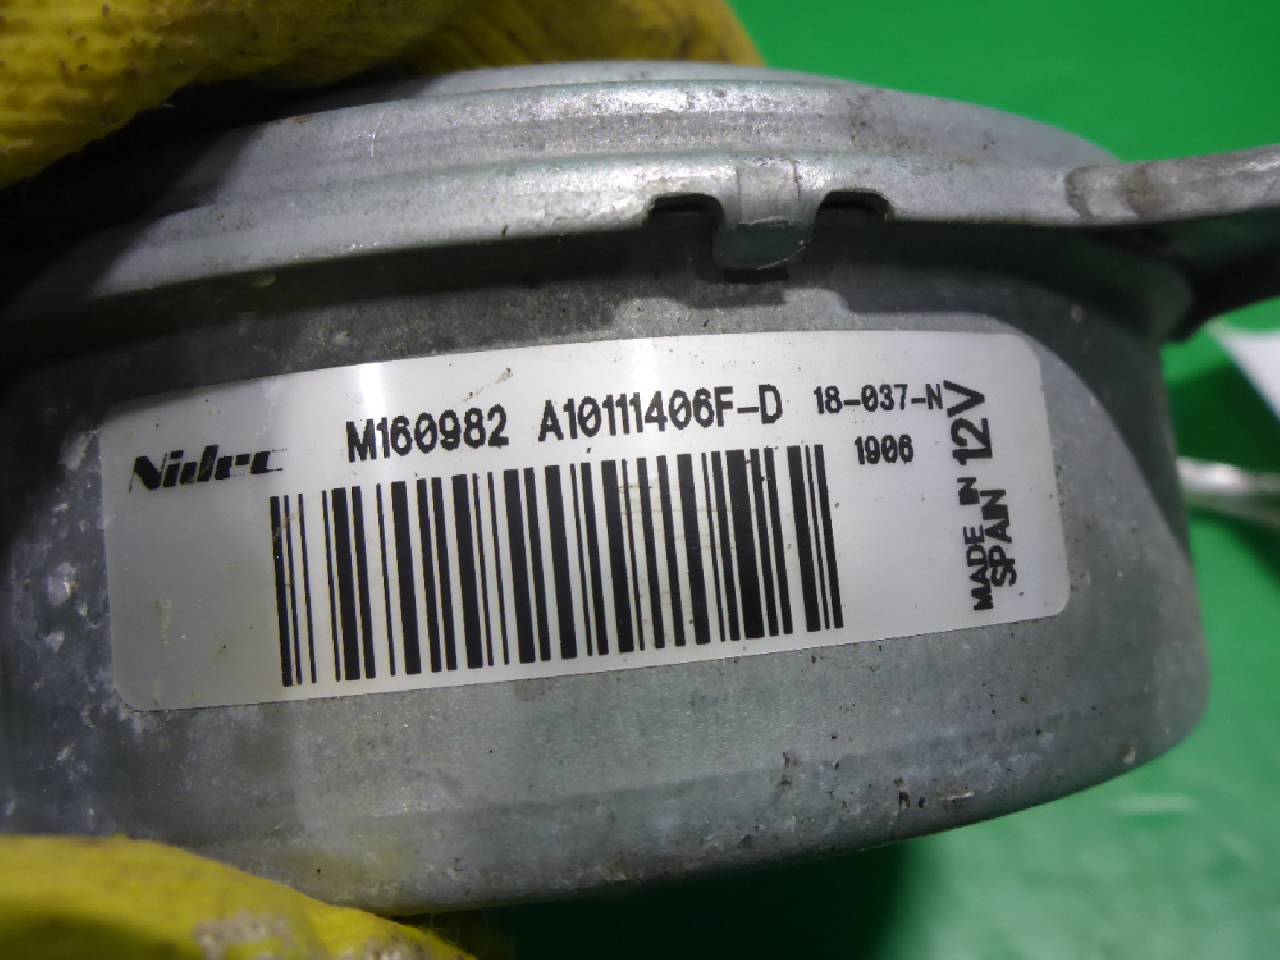 Nidec M160982 A10111406F-D 18-037-N
1906
MADE IN
SPAIN 12V